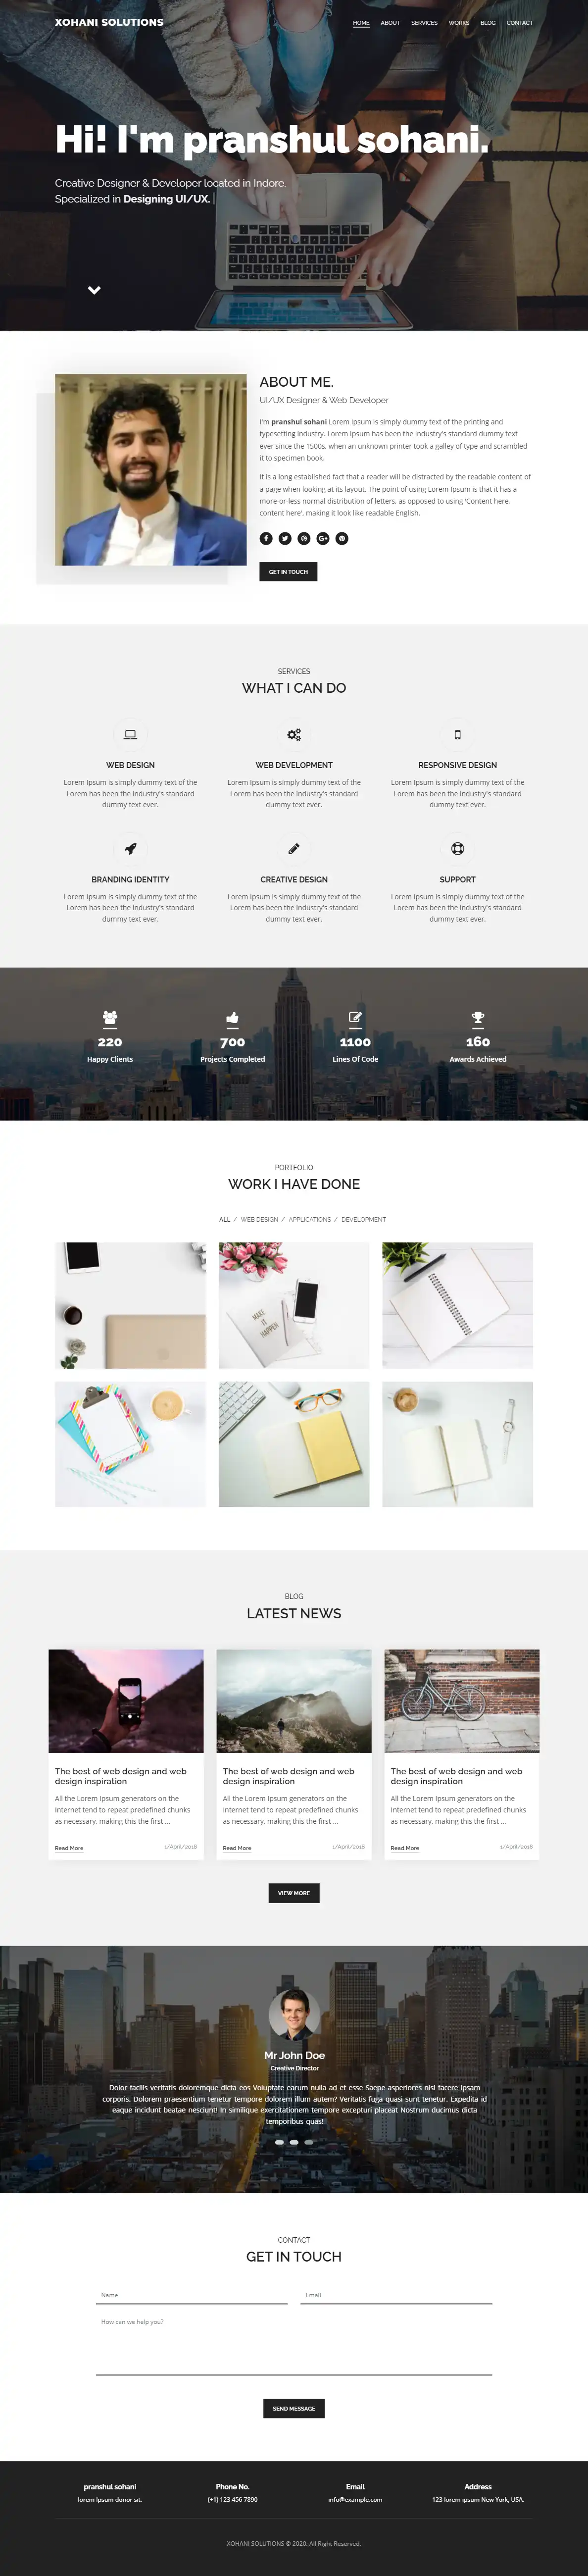 XOHANI SOLUTIONS
HOME ABOUT SERVICES WORKS BLOG CONTACT
Hi! I'm pranshul sohani.
Creative Designer & Developer located in Indore.
Specialized in Designing UI/UX.
ABOUT ME.
UI/UX Designer & Web Developer
I'm pranshul sohani Lorem Ipsum is simply dummy text of the printing and
typesetting industry. Lorem Ipsum has been the industry's standard dummy text
ever since the 1500s, when an unknown printer took a galley of type and scrambled
it to specimen book.
It is a long established fact that a reader will be distracted by the readable content of
a page when looking at its layout. The point of using Lorem Ipsum is that it has a
more-or-less normal distribution of letters, as opposed to using 'Content here,
content here', making it look like readable English.
GET IN TOUCH
SERVICES
WHAT I CAN DO
WEB DESIGN
Lorem Ipsum is simply dummy text of the
Lorem has been the industry's standard
dummy text ever.
WEB DEVELOPMENT
Lorem Ipsum is simply dummy text of the
Lorem has been the industry's standard
dummy text ever.
RESPONSIVE DESIGN
Lorem Ipsum is simply dummy text of the
Lorem has been the industry's standard
dummy text ever.
BRANDING IDENTITY
Lorem Ipsum is simply dummy text of the
Lorem has been the industry's standard
dummy text ever.
CREATIVE DESIGN
Lorem Ipsum is simply dummy text of the
Lorem has been the industry's standard
dummy text ever.
SUPPORT
Lorem Ipsum is simply dummy text of the
Lorem has been the industry's standard
dummy text ever.
220
Happy Clients
700
Projects Completed
1100
Lines Of Code
160
Awards Achieved
PORTFOLIO
WORK I HAVE DONE
ALL / WEB DESIGN / APPLICATIONS / DEVELOPMENT
MAKE
IT
HAPPEN
BLOG
LATEST NEWS
The best of web design and web
design inspiration
All the Lorem Ipsum generators on the
Internet tend to repeat predefined chunks
as necessary, making this the first ...
Read More 1/April/2018
The best of web design and web
design inspiration
All the Lorem Ipsum generators on the
Internet tend to repeat predefined chunks
as necessary, making this the first ...
Read More 1/April/2018
The best of web design and web
design inspiration
All the Lorem Ipsum generators on the
Internet tend to repeat predefined chunks
as necessary, making this the first ...
Read More 1/April/2018
VIEW MORE
Mr John Doe
Creative Director
Dolor facilis veritatis doloremque dicta eos Voluptate earum nulla ad et esse Saepe asperiores nisi facere ipsam
corporis. Dolorem praesentium tenetur tempore dolorem illum autem? Veritatis fuga quasi sunt tenetur. Expedita id
eaque incidunt beatae nesciunt! In similique exercitationem tempore excepturi placeat Nostrum ducimus dicta
temporibus quas!
CONTACT
GET IN TOUCH
Name Email
How can we help you?
SEND MESSAGE
pranshul sohani
lorem Ipsum donor sit.
Phone No.
(+1) 123 456 7890
Email
info@example.com
Address
123 lorem ipsum New York, USA.
XOHANI SOLUTIONS © 2020. All Right Reserved.